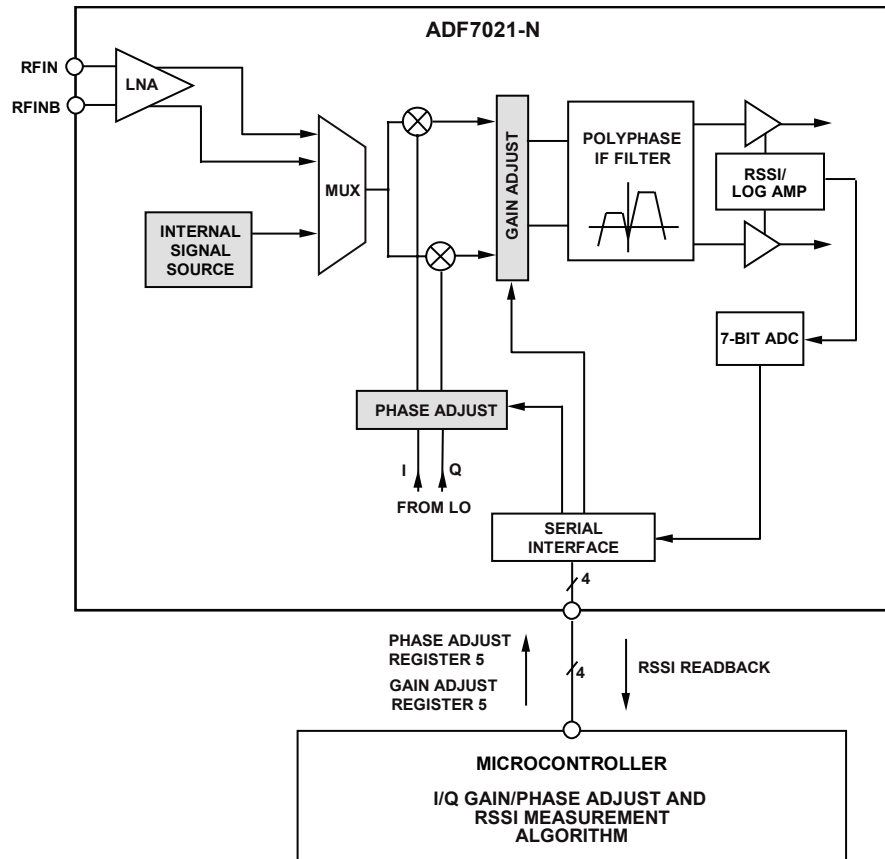 ADF7021-N
RFIN
RFINB
LNA
MUX
INTERNAL
SIGNAL
SOURCE
GAIN ADJUST
POLYPHASE
IF FILTER
RSSI/
LOG AMP
7-BIT ADC
PHASE ADJUST
I
Q
FROM LO
SERIAL
INTERFACE
4
PHASE ADJUST
REGISTER 5
GAIN ADJUST
REGISTER 5
4
RSSI READBACK
MICROCONTROLLER
I/Q GAIN/PHASE ADJUST AND
RSSI MEASUREMENT
ALGORITHM